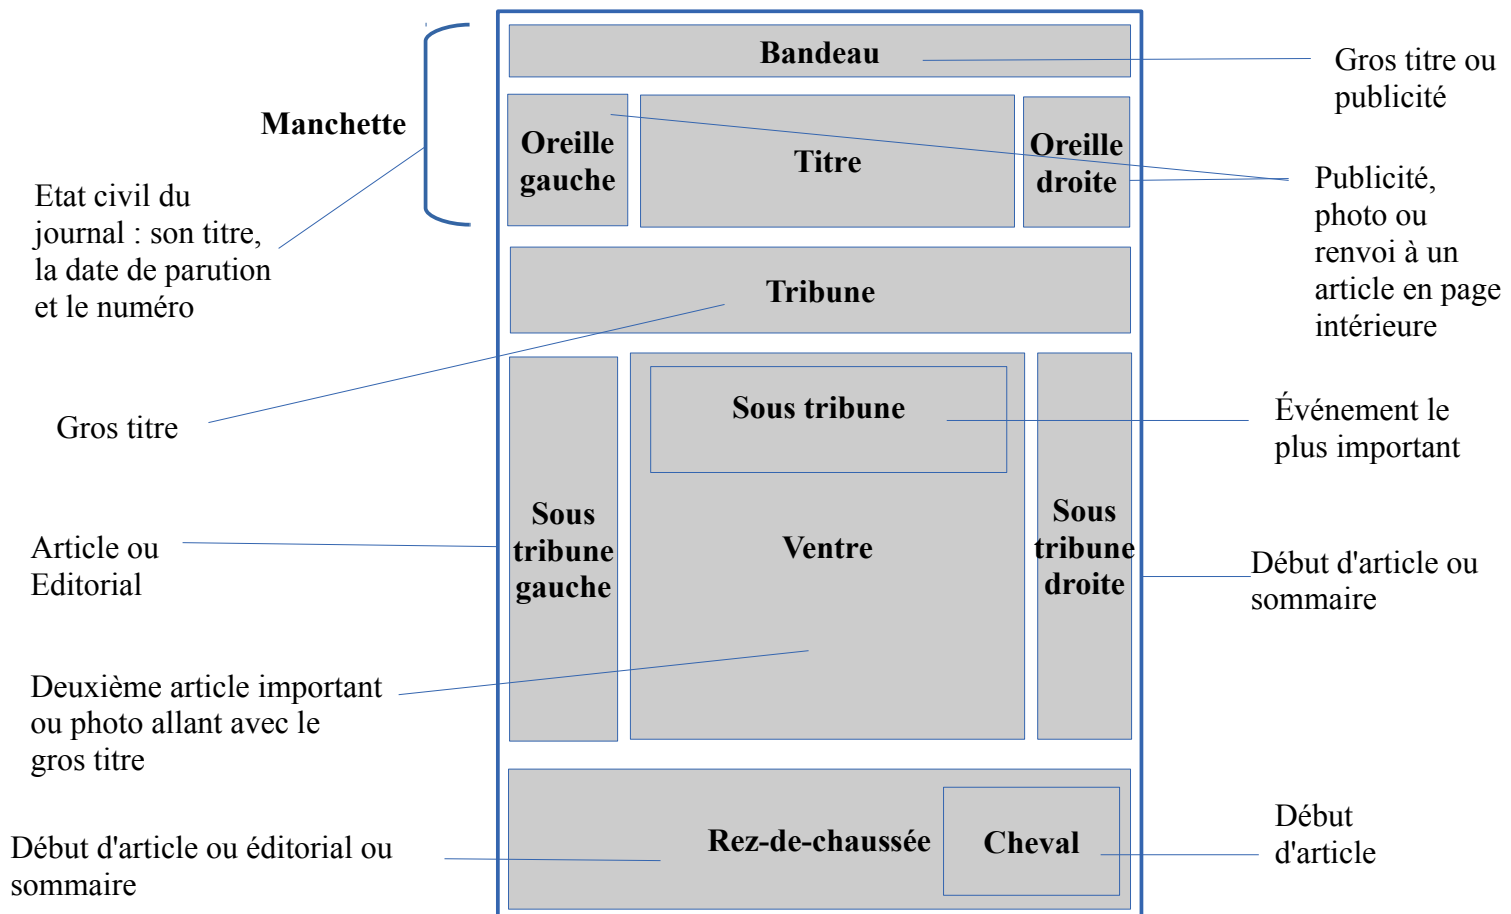 Bandeau
Gros titre ou
publicité
Manchette
Oreille
gauche
Titre
Oreille
droite
Etat civil du
journal : son titre,
la date de parution
et le numéro
Publicité,
photo ou
renvoi à un
article en page
intérieure
Tribune
Gros titre
Sous tribune
Événement le
plus important
Sous
tribune
gauche
Ventre
Sous
tribune
droite
Article ou
Editorial
Début d'article ou
sommaire
Deuxième article important
ou photo allant avec le
gros titre
Rez-de-chaussée
Cheval
Début d'article ou éditorial ou
sommaire
Début
d'article